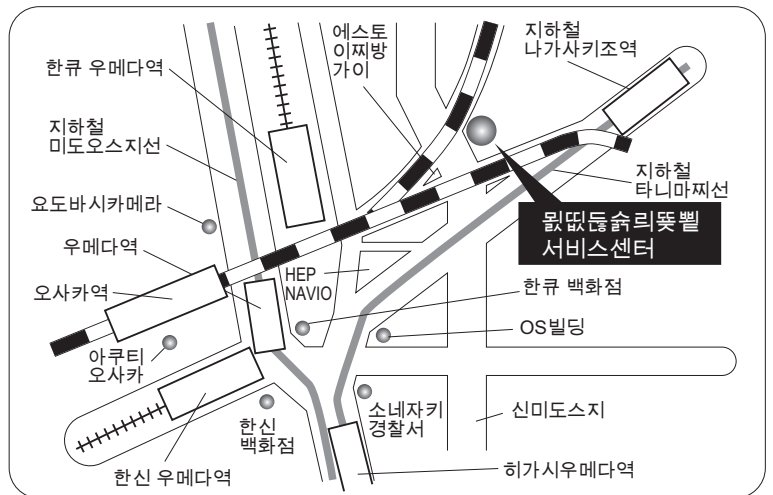 에스토
이찌방
가이
지하철
나가사키조역
한큐 우메다역
지하철
미도오스지선
지하철
타니마찌선
요도바시카메라
서비스센터
우메다역
HEP
NAVIO
한큐 백화점
오사카역
OS빌딩
아쿠티
오사카
소네자키
경찰서
신미도스지
한신
백화점
한신 우메다역
히가시우메다역